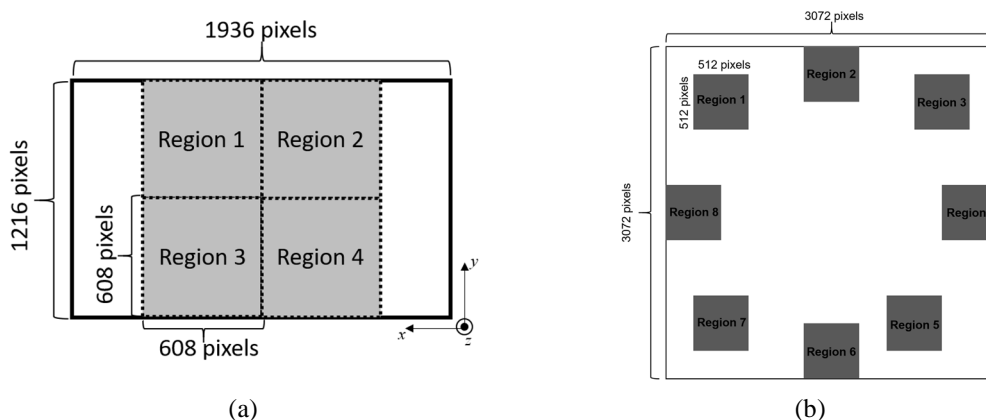 1936 pixels
1216 pixels
Region 1
Region 2
608 pixels
Region 3
Region 4
y
x
z
608 pixels
(a)
3072 pixels
3072 pixels
512 pixels
512 pixels
Region 1
Region 2
Region 3
Region 8
Region
Region 7
Region 6
Region 5
(b)